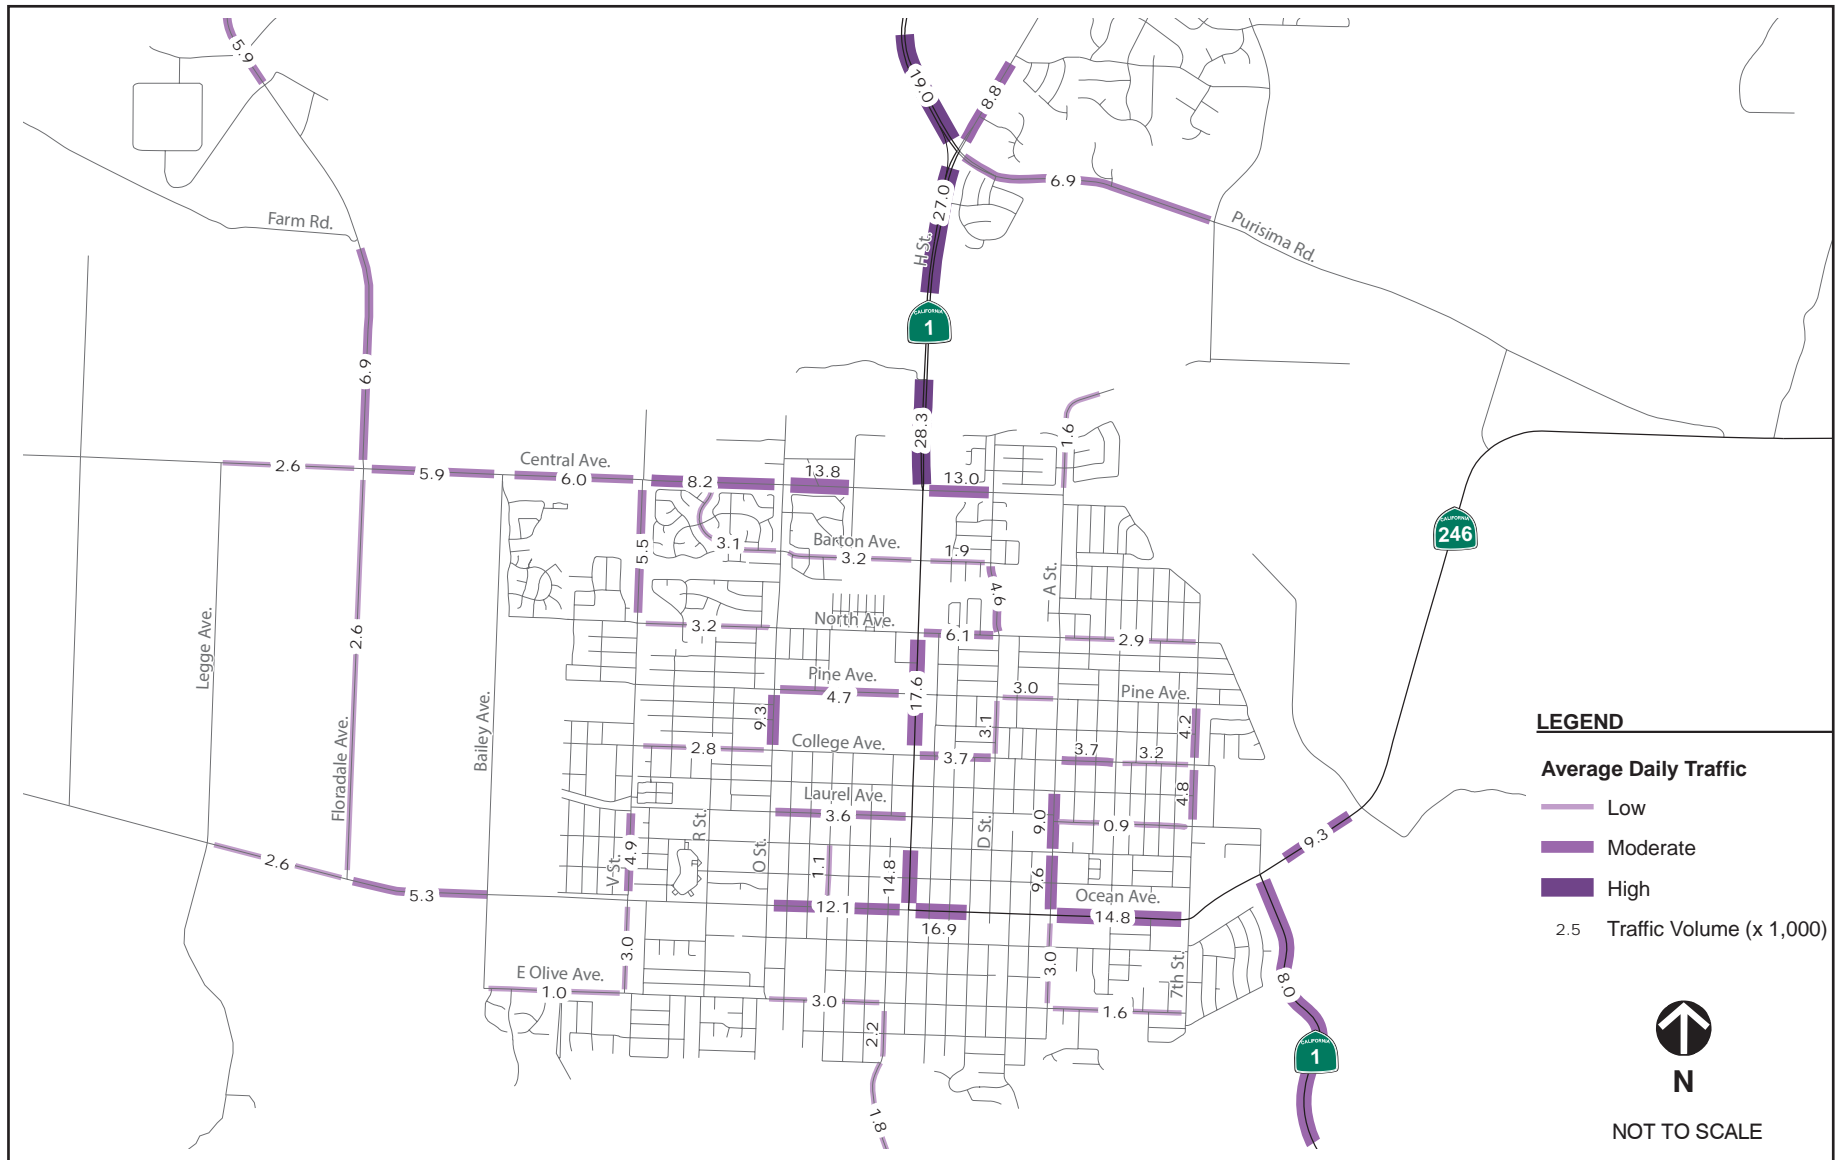 5.9
19.0
8.8
6.9
27.0
Farm Rd.
H St.
Purisima Rd.
CALIFORNIA
1
6.9
28.3
1.6
Central Ave.
2.6
5.9
6.0
8.2
13.8
13.0
CALIFORNIA
246
5.5
3.1
Barton Ave.
3.2
1.9
4.6
A St.
3.2
North Ave.
6.1
2.9
Legge Ave.
2.6
Pine Ave.
4.7
17.6
3.0
Pine Ave.
9.3
3.1
4.2
Bailey Ave.
Floradale Ave.
2.8
College Ave.
3.7
3.7
3.2
Laurel Ave.
3.6
4.8
R St.
D St.
9.0
0.9
9.3
V St.
4.9
O St.
1.1
14.8
9.6
2.6
5.3
12.1
16.9
Ocean Ave.
14.8
3.0
3.0
7th St.
8.0
E Olive Ave.
1.0
3.0
1.6
2.2
1.8
CALIFORNIA
1
LEGEND
Average Daily Traffic
Low
Moderate
High
2.5 Traffic Volume (x 1,000)
N
NOT TO SCALE